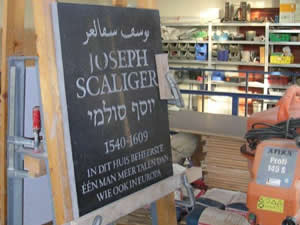 يوسف سقالغر
JOSEPH
SCALIGER
יוסף סולמי
1540-1609
IN DIT HUIS BEHEERSTE
ÉÉN MAN MEER TALEN DAN
WIE OOK IN EUROPA
Profi
145 S